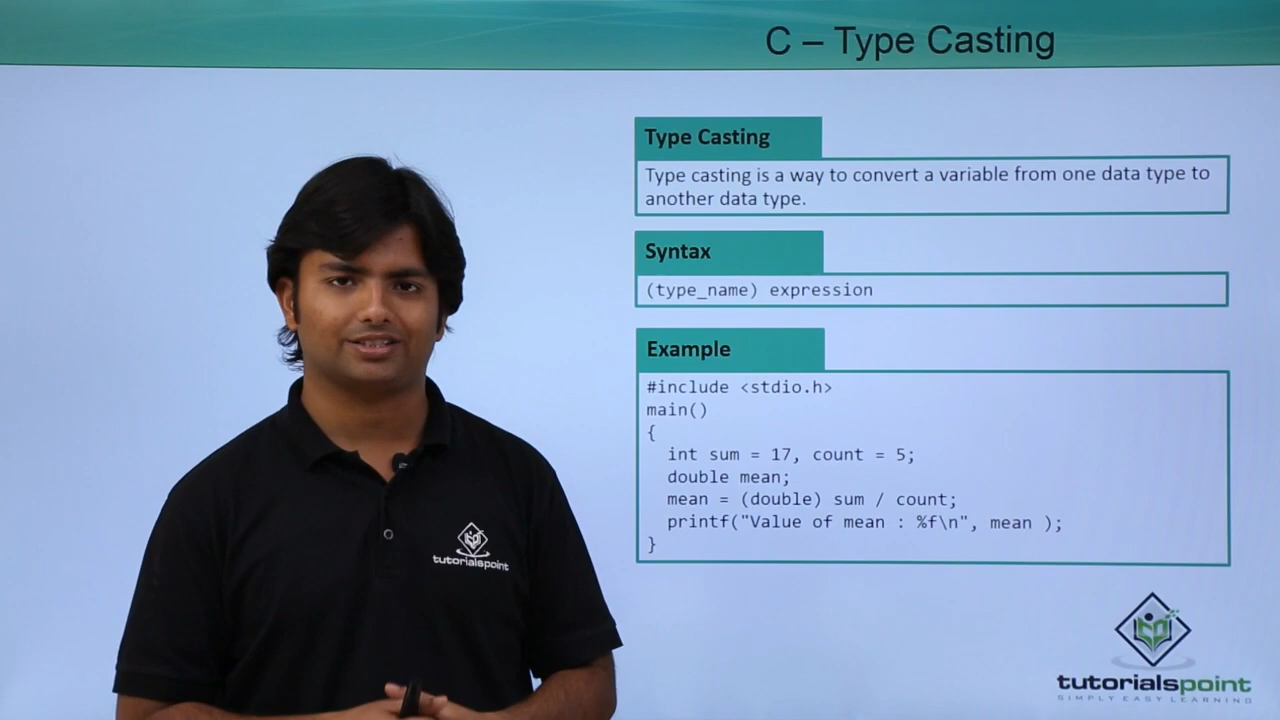 C – Type Casting
Type Casting
Type casting is a way to convert a variable from one data type to
another data type.
Syntax
(type_name) expression
Example
#include <stdio.h>
main()
{
int sum = 17, count = 5;
double mean;
mean = (double) sum / count;
printf("Value of mean : %f\n", mean );
}
tutorialspoint
tutorialspoint
SIMPLY EASY LEARNING